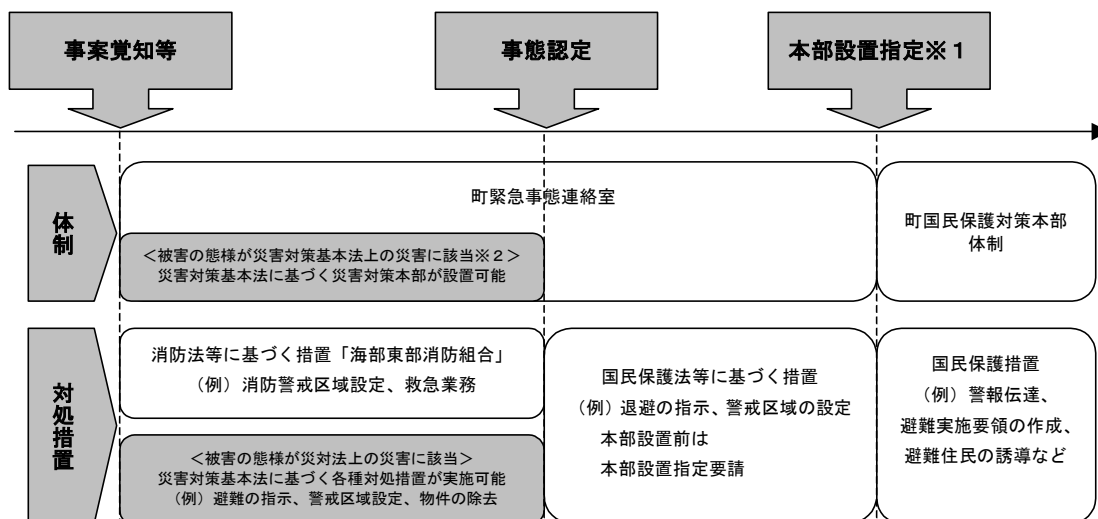 事案覚知等
事態認定
本部設置指定※1
体制
町緊急事態連絡室
<被害の態様が災害対策基本法上の災害に該当※2>
災害対策基本法に基づく災害対策本部が設置可能
町国民保護対策本部
体制
対処措置
消防法等に基づく措置「海部東部消防組合」
（例）消防警戒区域設定、救急業務
<被害の態様が災対法上の災害に該当>
災害対策基本法に基づく各種対処措置が実施可能
（例）避難の指示、警戒区域設定、物件の除去
国民保護法等に基づく措置
（例）退避の指示、警戒区域の設定
本部設置前は
本部設置指定要請
国民保護措置
（例）警報伝達、
避難実施要領の作成、
避難住民の誘導など